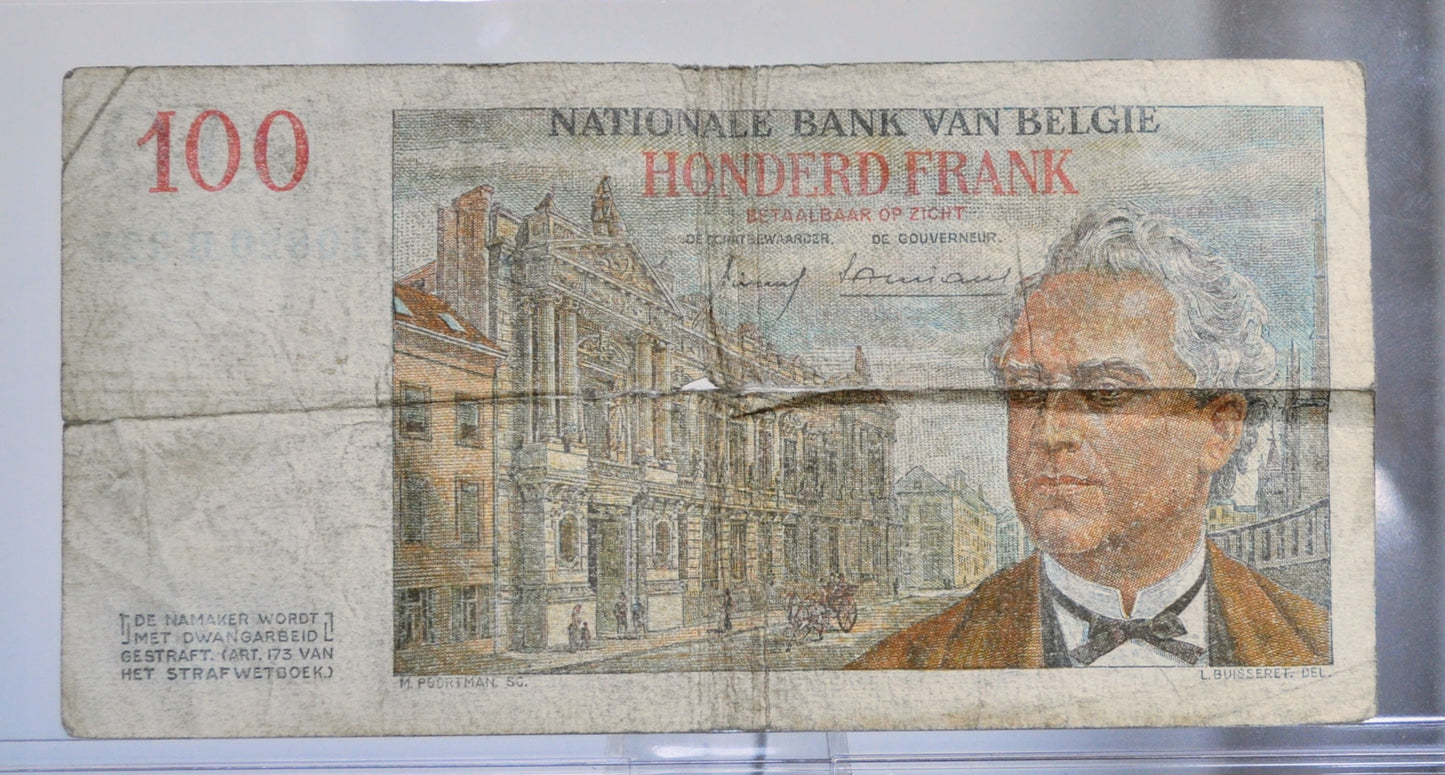 100
NATIONALE BANK VAN BELGIE
HONDERD FRANK
BETAALBAAR OP ZICHT
DE SCHATBEWAARDER. DE GOUVERNEUR.
[DE NAMAKER WORDT]
[MET DWANGARBEID]
GESTRAFT. (ART. 173 VAN
HET STRAFWETBOEK.)
M. POORTMAN. SC.
L. BUISSERET. DEL.